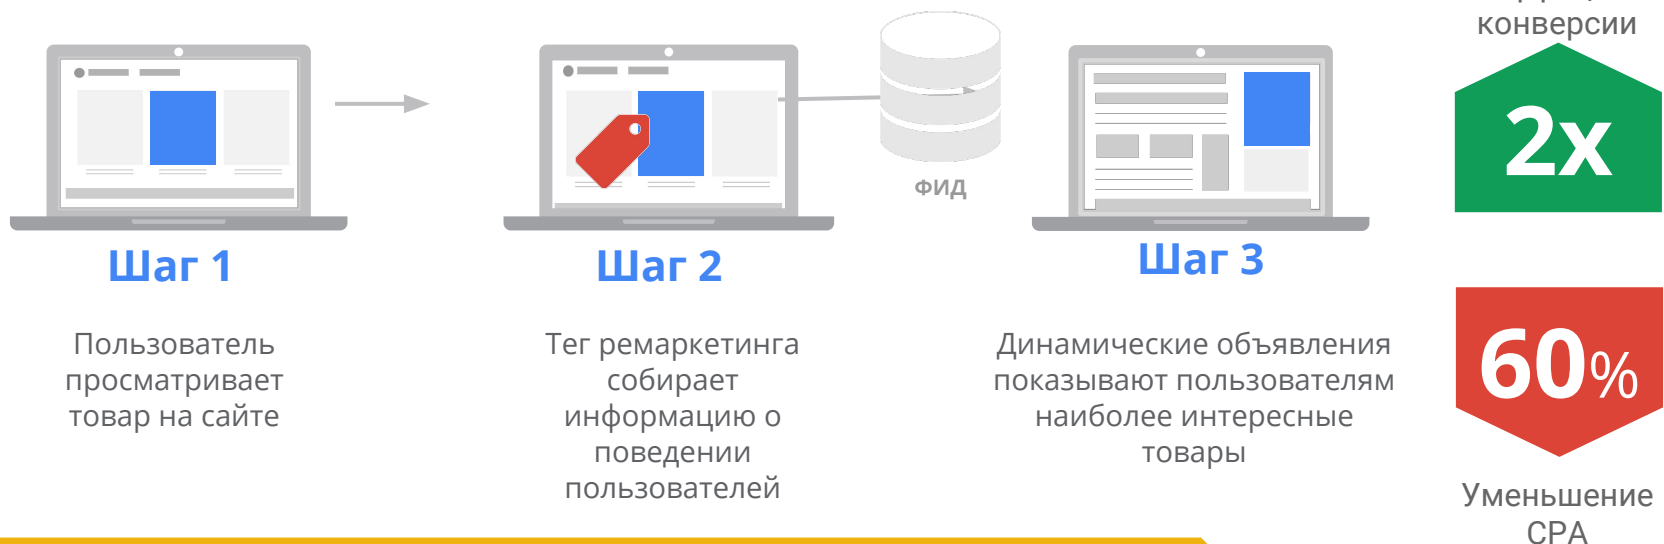 Шаг 1
Пользователь
просматривает
товар на сайте
Шаг 2
Тег ремаркетинга
собирает
информацию о
поведении
пользователей
ФИД
Шаг 3
Динамические объявления
показывают пользователям
наиболее интересные
товары
конверсии
2x
60%
Уменьшение
CPA